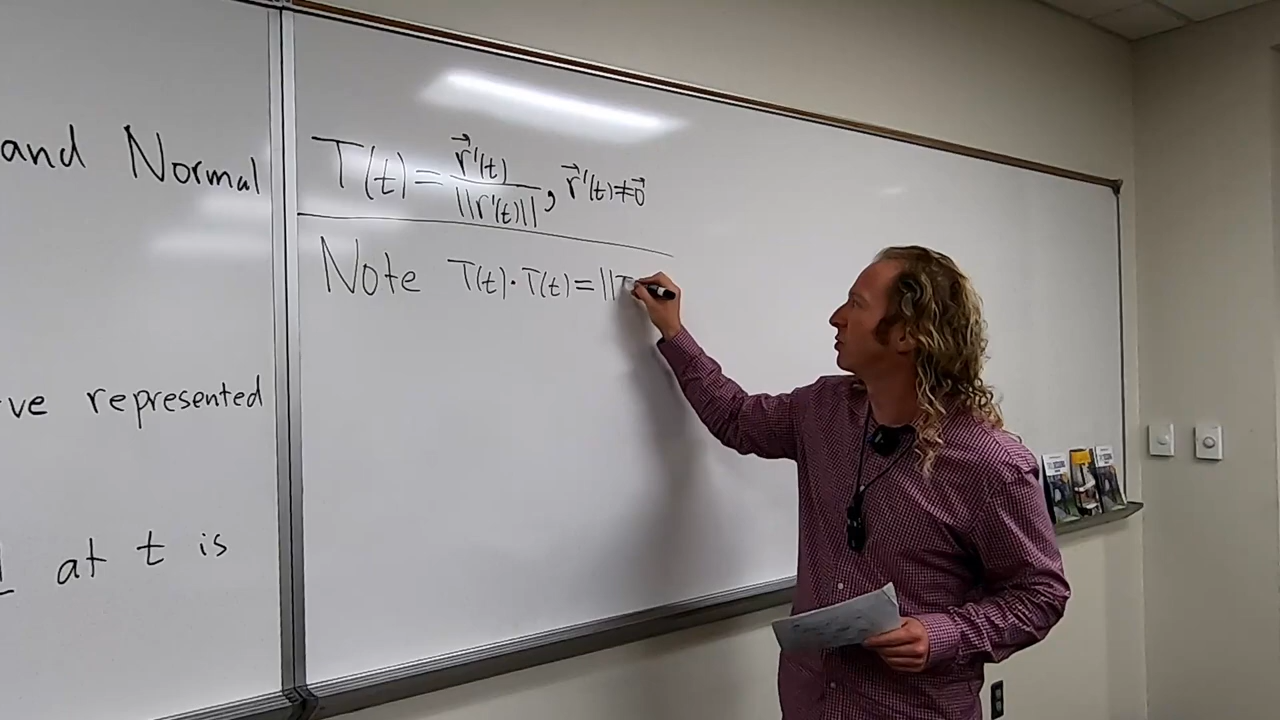 and Normal
ve represented
at t is
T(t) = r⃗'(t) / ||r'(t)||, r⃗'(t) ≠ 0⃗
Note T(t) · T(t) = ||T